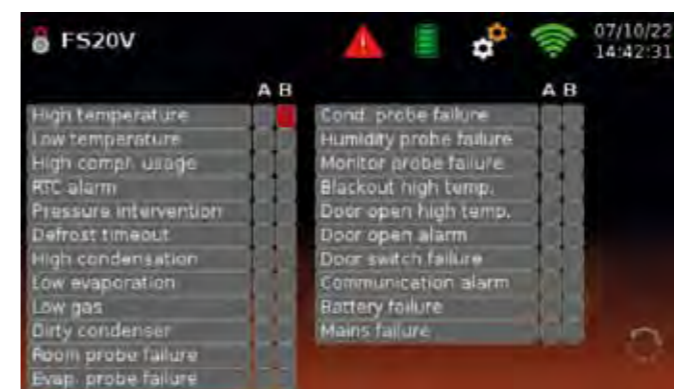 FS20V
07/10/22
14:42:31
A B
High temperature
Low temperature
High compr. usage
RTC alarm
Pressure intervention
Defrost timeout
High condensation
Low evaporation
Low gas
Dirty condenser
Room probe failure
Evap. probe failure
A B
Cond. probe failure
Humidity probe failure
Monitor probe failure
Blackout high temp.
Door open high temp.
Door open alarm
Door switch failure
Communication alarm
Battery failure
Mains failure